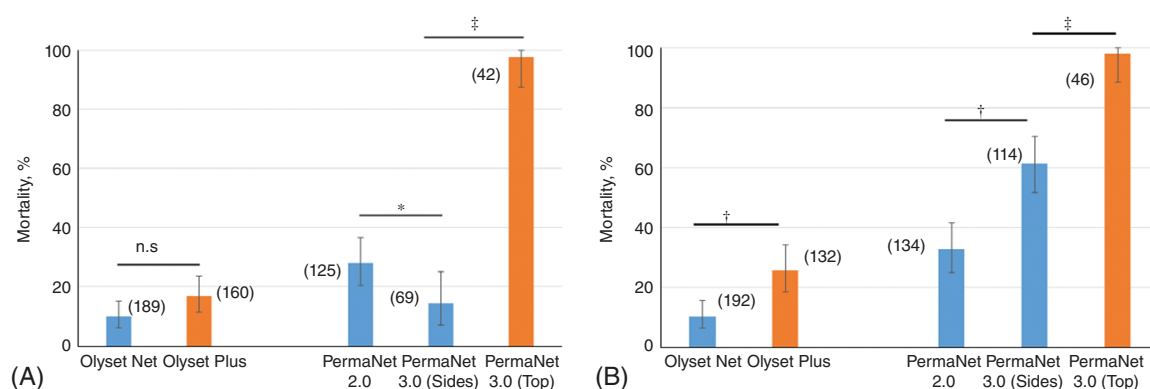 ‡
100
(42)
80
Mortality, %
60
*
40
n.s
(125)
20
(189)
(160)
(69)
0
Olyset Net Olyset Plus
PermaNet PermaNet PermaNet
2.0 3.0 (Sides) 3.0 (Top)
(A)
‡
100
(46)
†
80
(114)
Mortality, %
60
†
40
(134)
(132)
20
(192)
0
Olyset Net Olyset Plus
PermaNet PermaNet PermaNet
2.0 3.0 (Sides) 3.0 (Top)
(B)